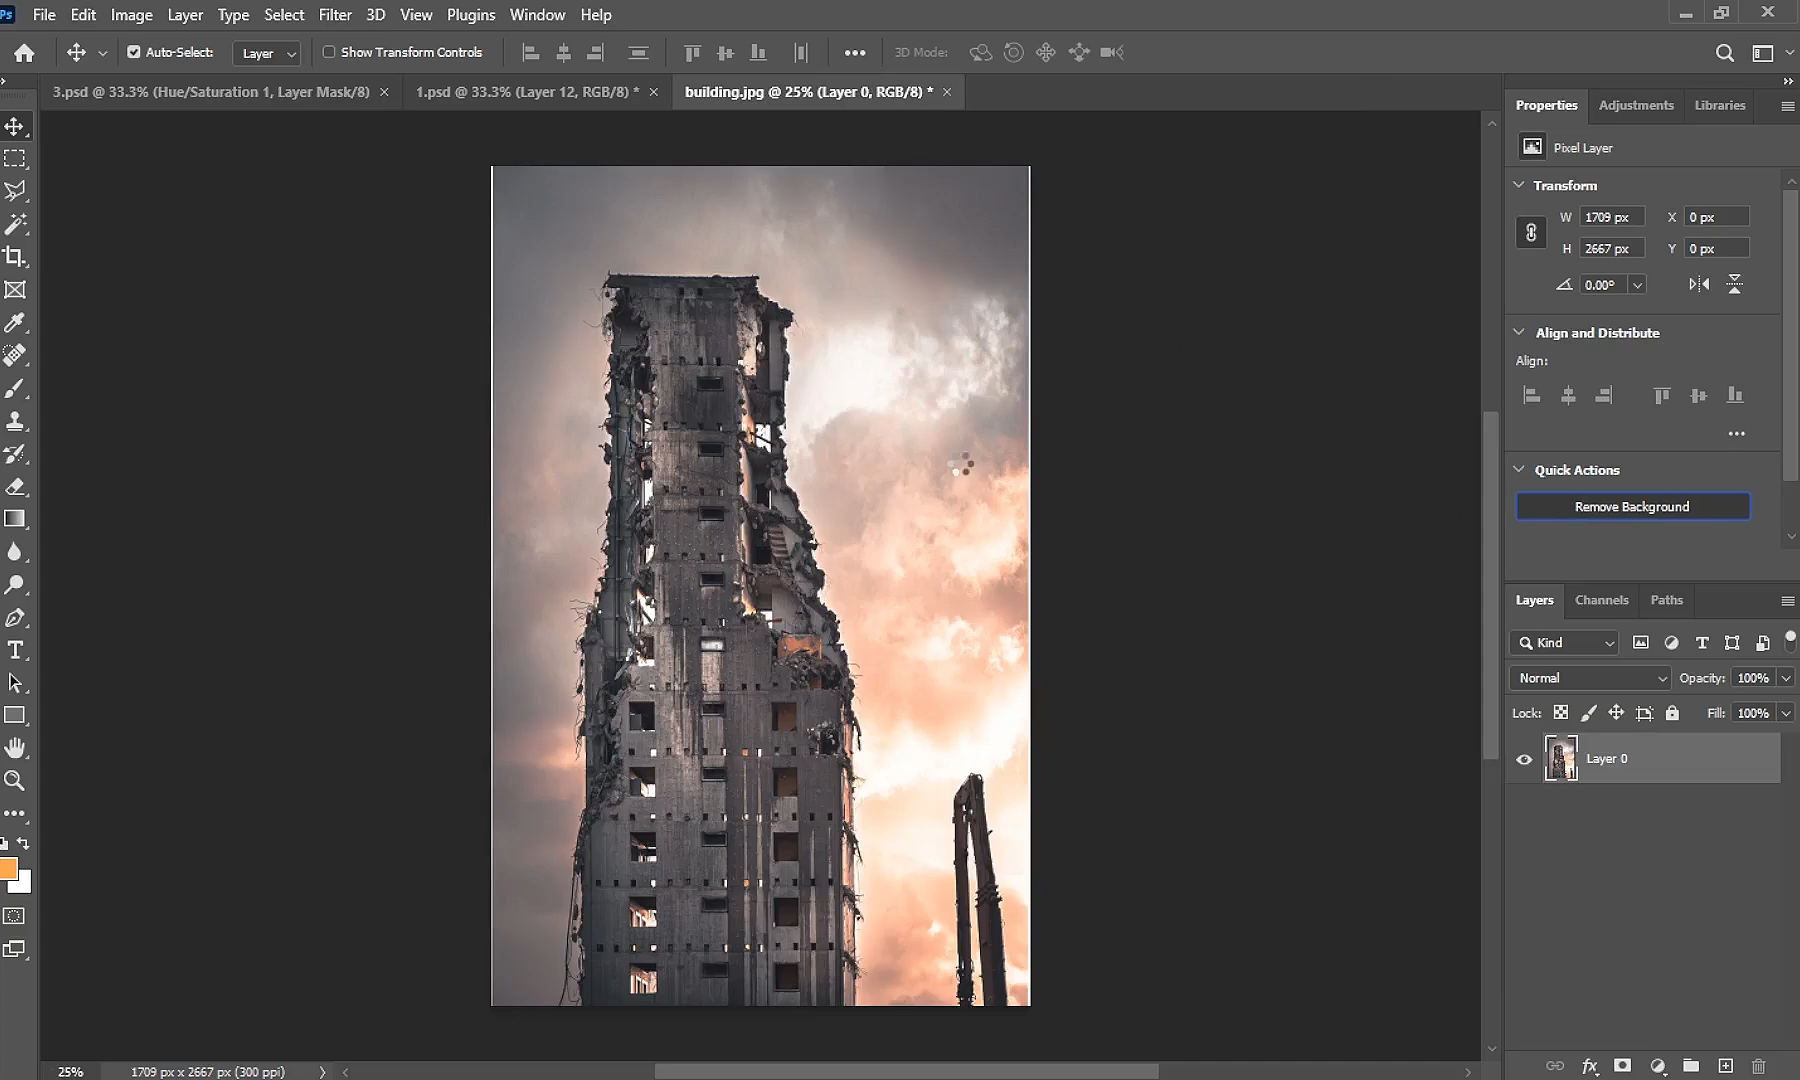 Ps File Edit Image Layer Type Select Filter 3D View Plugins Window Help
Auto-Select: Layer Show Transform Controls 3D Mode:
3.psd @ 33.3% (Hue/Saturation 1, Layer Mask/8) × 1.psd @ 33.3% (Layer 12, RGB/8) * × building.jpg @ 25% (Layer 0, RGB/8) * ×
Properties Adjustments Libraries
Pixel Layer
Transform
W 1709 px X 0 px
H 2667 px Y 0 px
0.00°
Align and Distribute
Align:
Quick Actions
Remove Background
Layers Channels Paths
Kind
Normal Opacity: 100%
Lock: Fill: 100%
Layer 0
25% 1709 px x 2667 px (300 ppi)